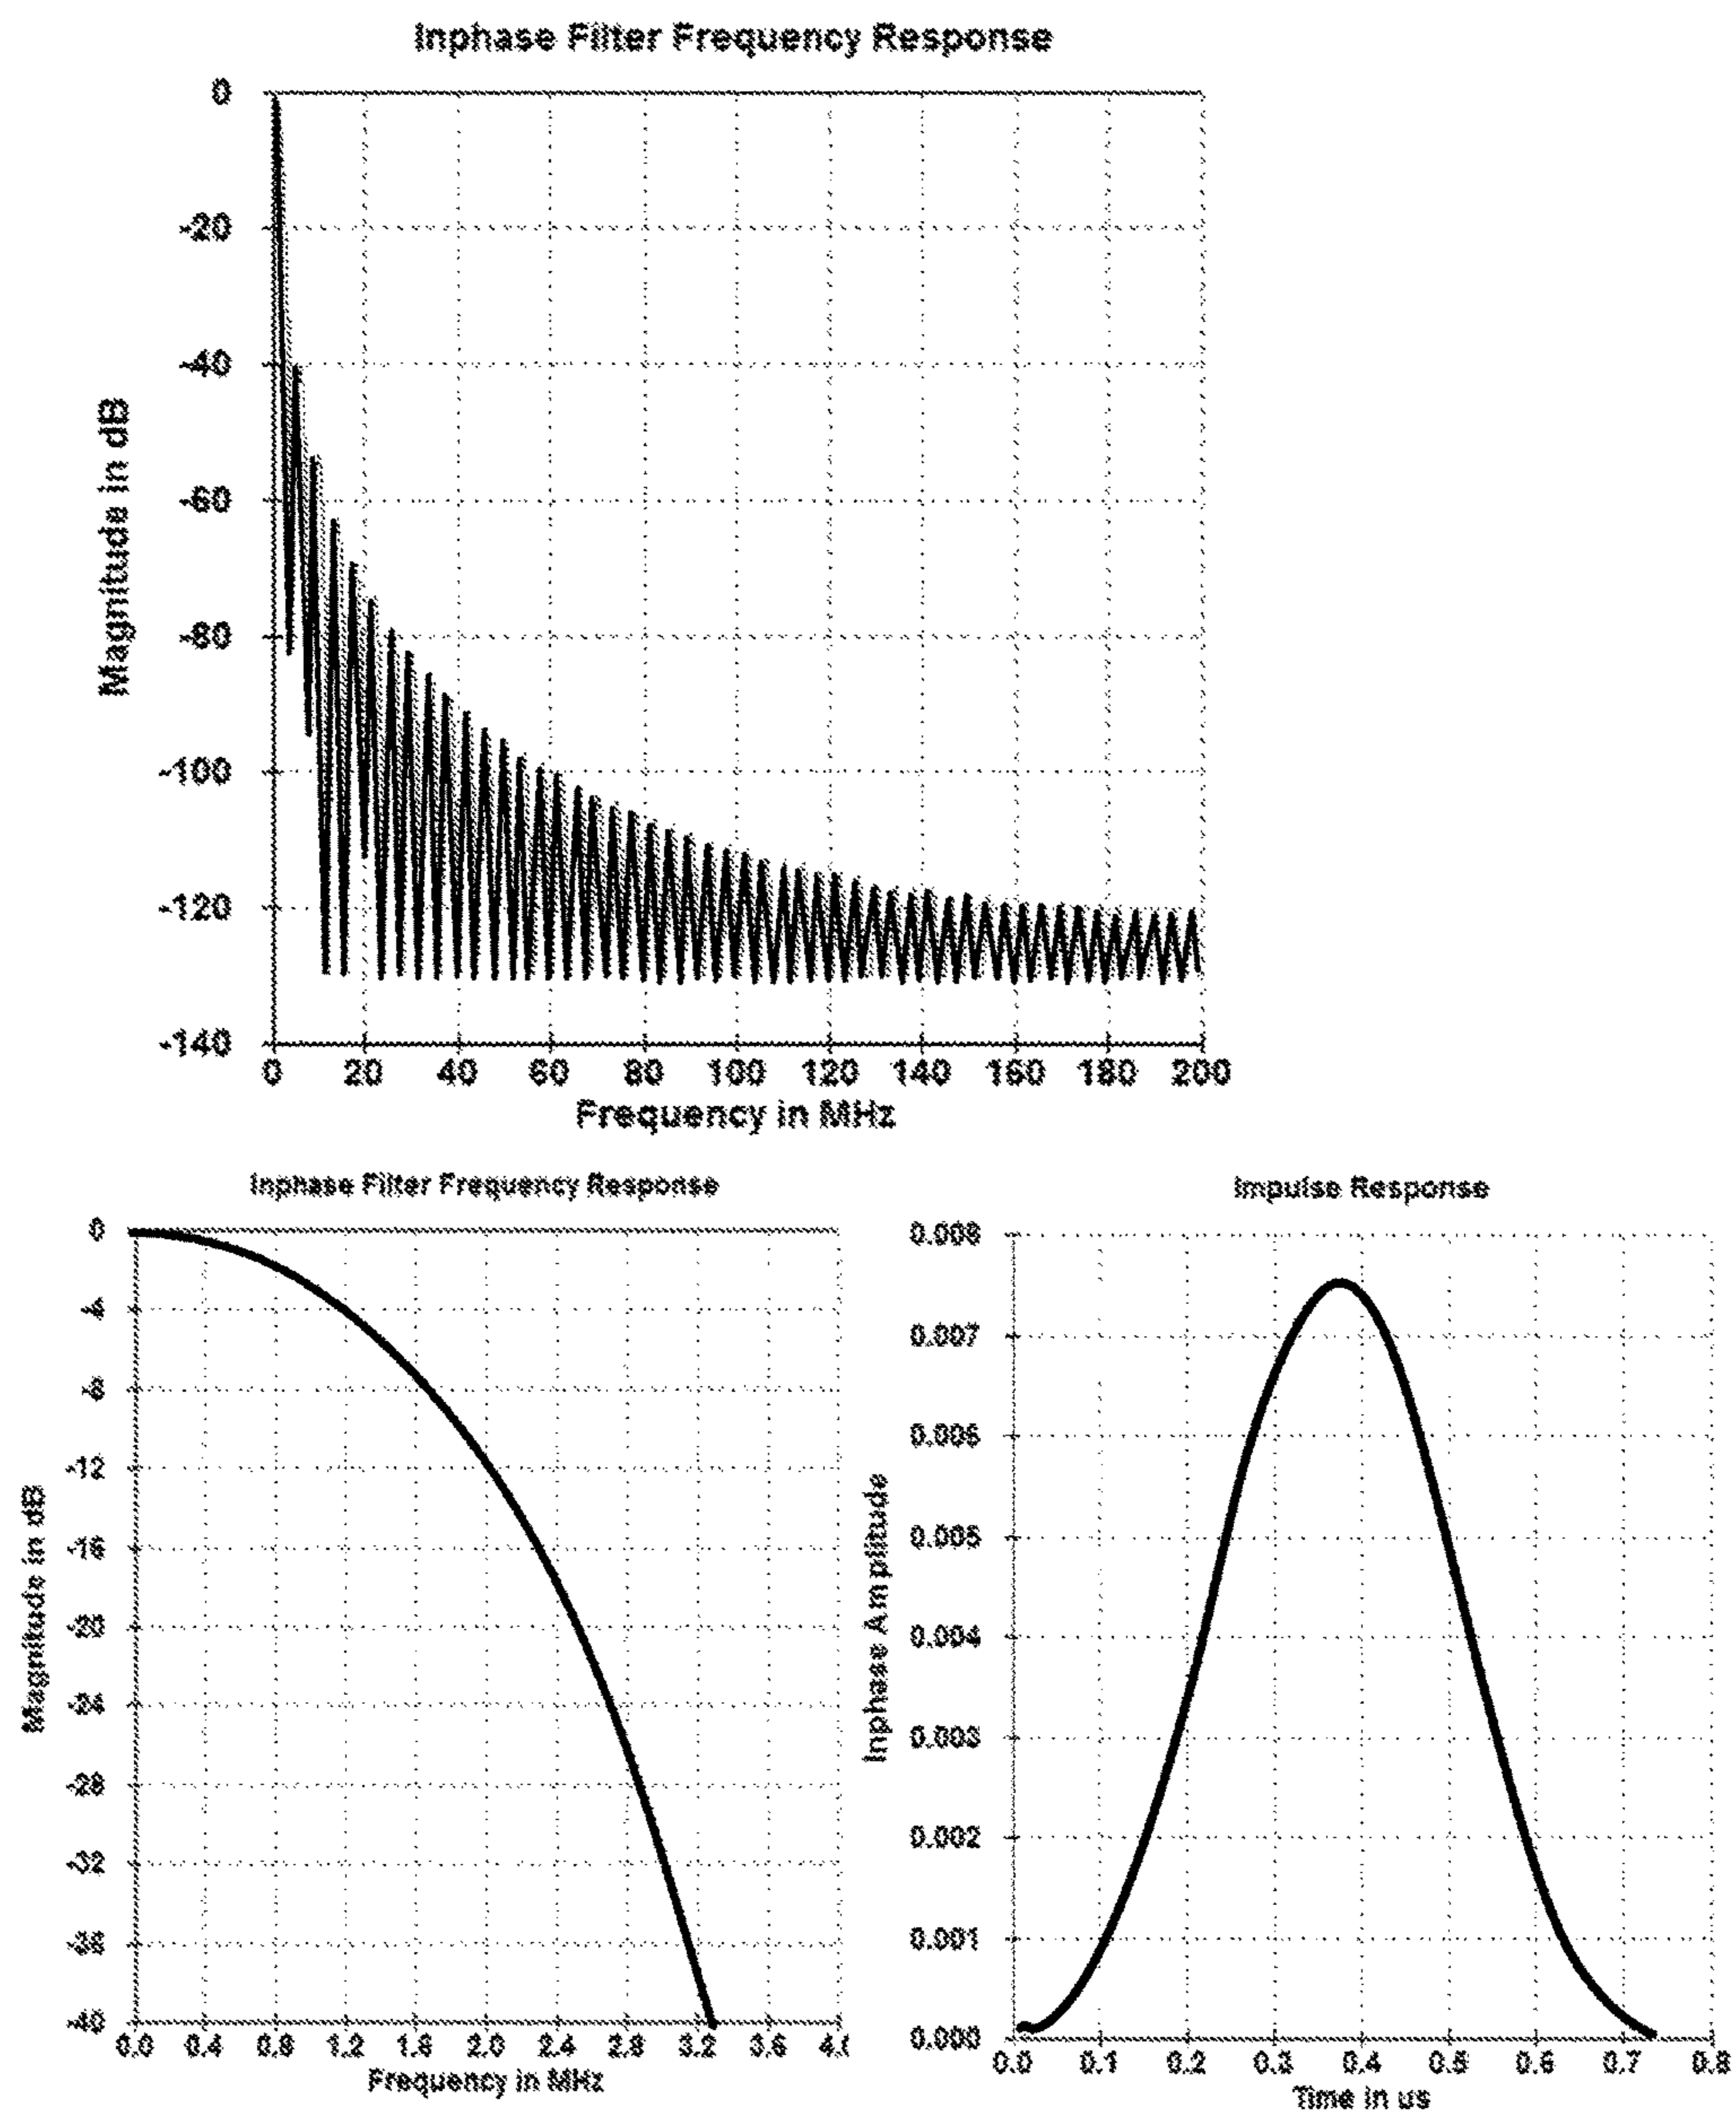 Inphase Filter Frequency Response
0
-20
-40
-60
-80
-100
-120
-140
Magnitude in dB
0 20 40 60 80 100 120 140 160 180 200
Frequency in MHz
Inphase Filter Frequency Response
0
-4
-8
-12
-16
-20
-24
-28
-32
-36
-40
Magnitude in dB
0.0 0.4 0.8 1.2 1.6 2.0 2.4 2.8 3.2 3.6 4.0
Frequency in MHz
Impulse Response
0.008
0.007
0.006
0.005
0.004
0.003
0.002
0.001
0.000
Inphase Amplitude
0.0 0.1 0.2 0.3 0.4 0.5 0.6 0.7 0.8
Time in us